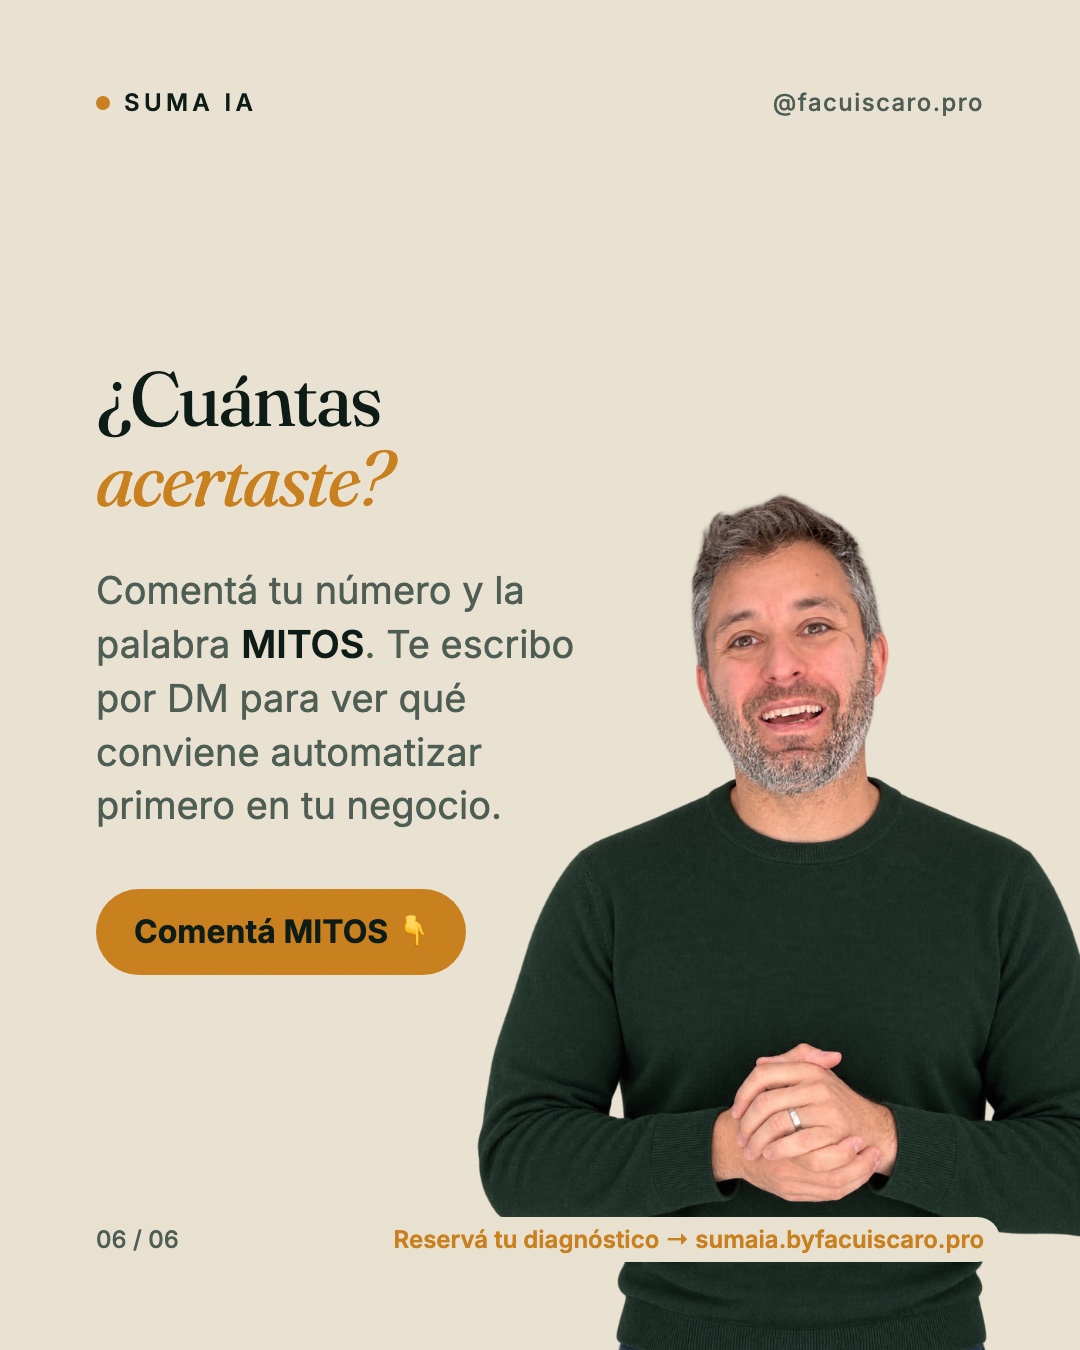 SUMA IA
@facuiscaro.pro
¿Cuántas
acertaste?
Comentá tu número y la
palabra MITOS. Te escribo
por DM para ver qué
conviene automatizar
primero en tu negocio.
Comentá MITOS 👇
06 / 06
Reservá tu diagnóstico → sumaia.byfacuiscaro.pro